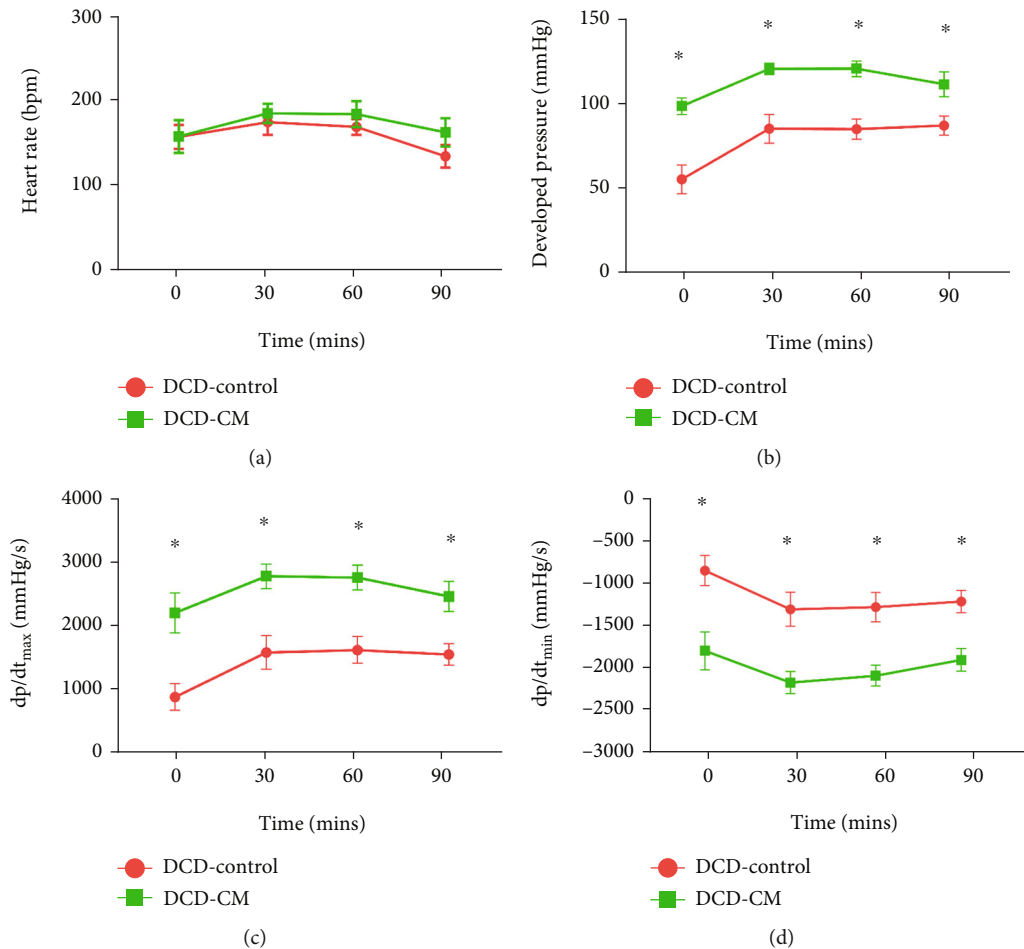 300
200
100
0
Heart rate (bpm)
0 30 60 90
Time (mins)
DCD-control
DCD-CM
(a)
150
100
50
0
Developed pressure (mmHg)
* * * *
0 30 60 90
Time (mins)
DCD-control
DCD-CM
(b)
4000
3000
2000
1000
0
dp/dtmax (mmHg/s)
* * * *
0 30 60 90
Time (mins)
DCD-control
DCD-CM
(c)
0
–500
–1000
–1500
–2000
–2500
–3000
dp/dtmin (mmHg/s)
* * * *
0 30 60 90
Time (mins)
DCD-control
DCD-CM
(d)